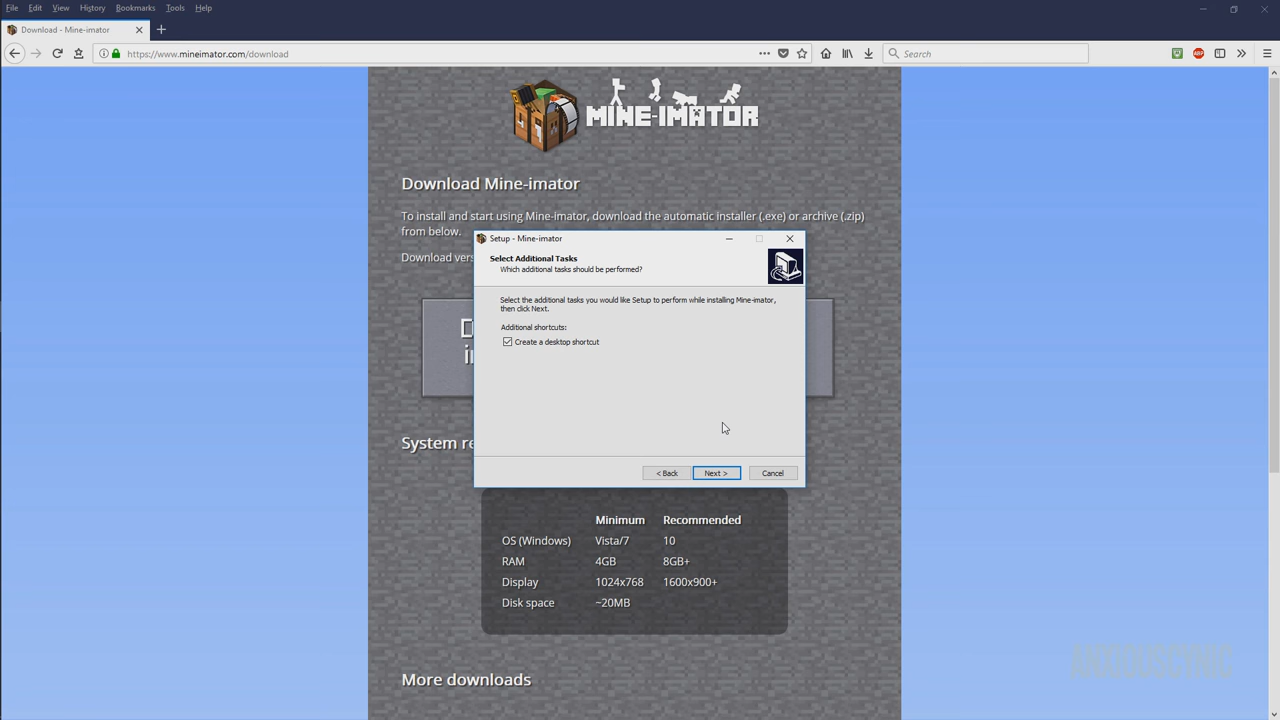 File Edit View History Bookmarks Tools Help
Download - Mine-imator
https://www.mineimator.com/download
Search
ABP
MINE-IMATOR
Download Mine-imator
To install and start using Mine-imator, download the automatic installer (.exe) or archive (.zip)
from below.
Download
Setup - Mine-imator
Select Additional Tasks
Which additional tasks should be performed?
Select the additional tasks you would like Setup to perform while installing Mine-imator,
then click Next.
Additional shortcuts:
Create a desktop shortcut
< Back Next > Cancel
System re
Minimum Recommended
OS (Windows) Vista/7 10
RAM 4GB 8GB+
Display 1024x768 1600x900+
Disk space ~20MB
More downloads